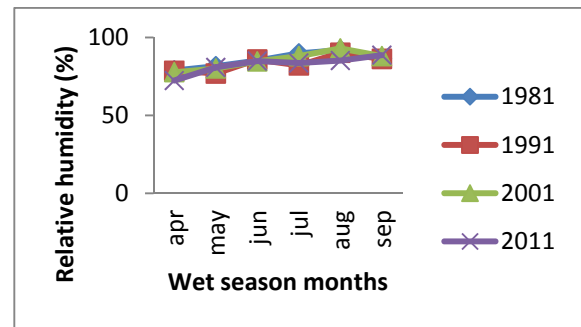 Relative humidity (%)
100
50
0
apr
may
jun
jul
aug
sep
Wet season months
1981
1991
2001
2011